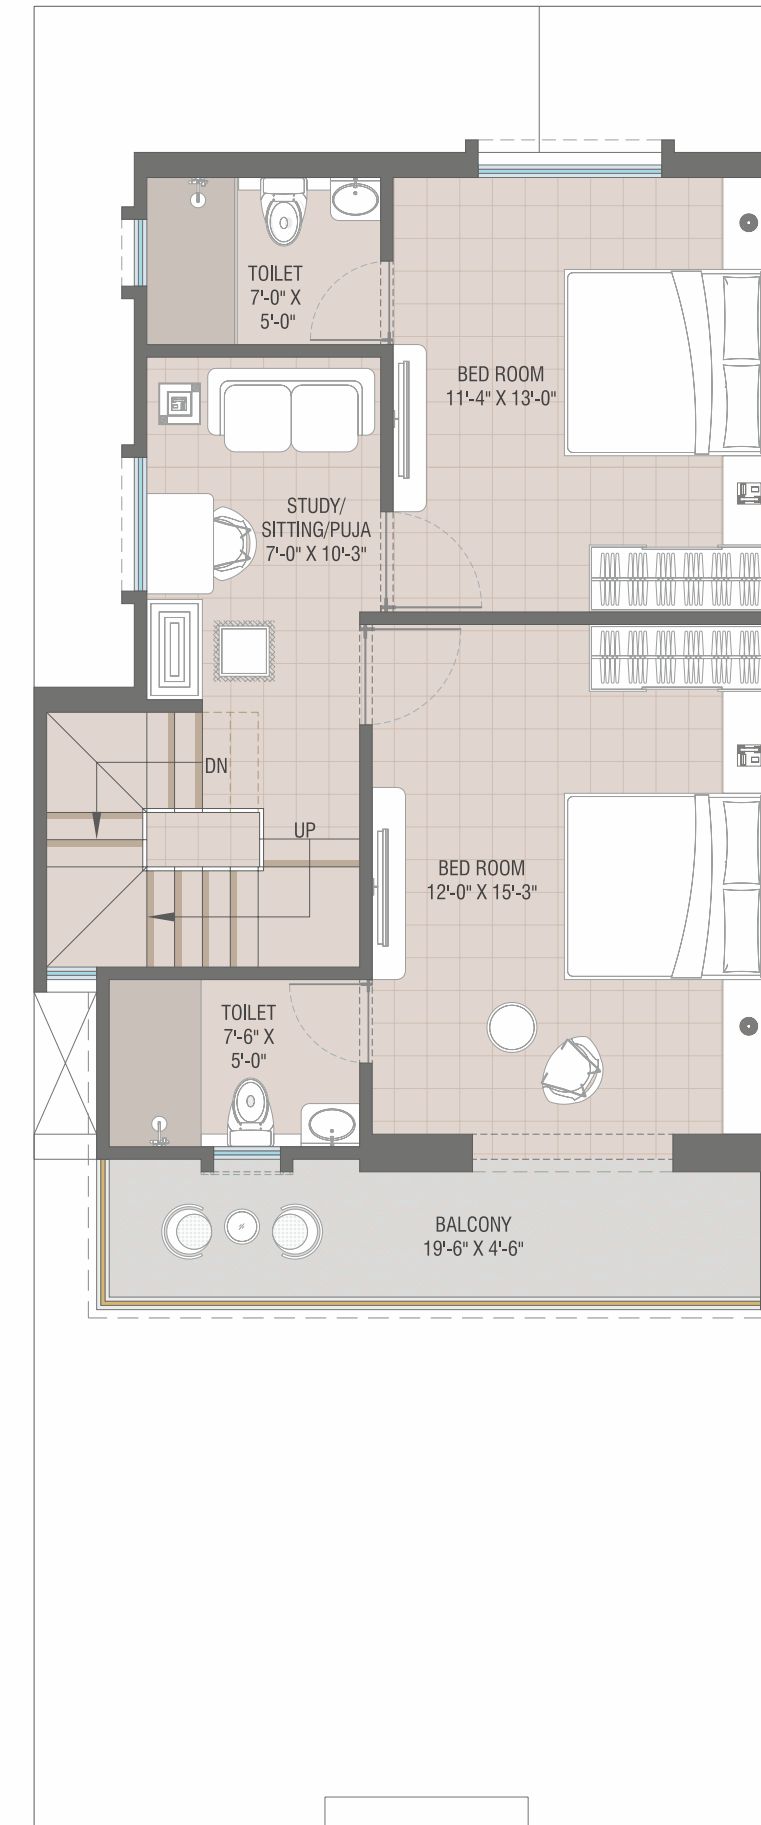 TOILET
7'-0" X
5'-0"
BED ROOM
11'-4" X 13'-0"
STUDY/
SITTING/PUJA
7'-0" X 10'-3"
DN
UP
BED ROOM
12'-0" X 15'-3"
TOILET
7'-6" X
5'-0"
BALCONY
19'-6" X 4'-6"